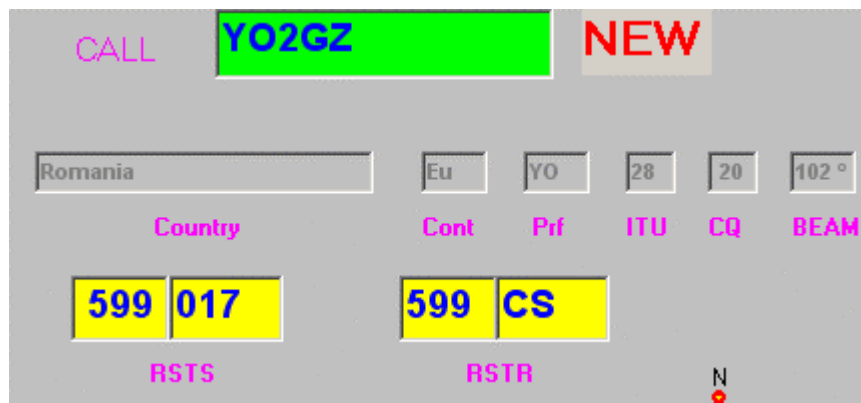 CALL YO2GZ NEW
Romania Eu YO 28 20 102 °
Country Cont Prf ITU CQ BEAM
599 017 599 CS
RSTS RSTR N